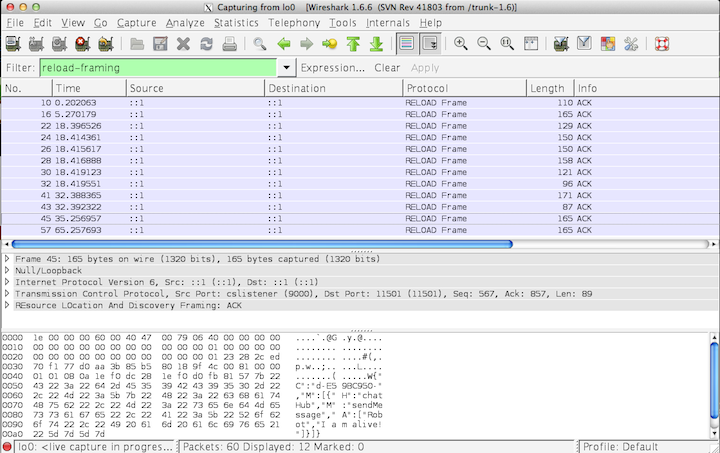 Capturing from lo0    [Wireshark 1.6.6  (SVN Rev 41803 from /trunk-1.6)]
File Edit View Go Capture Analyze Statistics Telephony Tools Internals Help
Filter: reload-framing Expression... Clear Apply
No. Time Source Destination Protocol Length Info
10 0.202063 ::1 ::1 RELOAD Frame 110 ACK
16 5.270179 ::1 ::1 RELOAD Frame 165 ACK
22 18.396526 ::1 ::1 RELOAD Frame 129 ACK
24 18.414361 ::1 ::1 RELOAD Frame 150 ACK
26 18.415617 ::1 ::1 RELOAD Frame 150 ACK
28 18.416888 ::1 ::1 RELOAD Frame 158 ACK
30 18.419123 ::1 ::1 RELOAD Frame 121 ACK
32 18.419551 ::1 ::1 RELOAD Frame 96 ACK
41 32.388365 ::1 ::1 RELOAD Frame 171 ACK
43 32.392322 ::1 ::1 RELOAD Frame 87 ACK
45 35.256957 ::1 ::1 RELOAD Frame 165 ACK
57 65.257693 ::1 ::1 RELOAD Frame 165 ACK
Frame 45: 165 bytes on wire (1320 bits), 165 bytes captured (1320 bits)
Null/Loopback
Internet Protocol Version 6, Src: ::1 (::1), Dst: ::1 (::1)
Transmission Control Protocol, Src Port: cslistener (9000), Dst Port: 11501 (11501), Seq: 567, Ack: 857, Len: 89
REsource LOcation And Discovery Framing: ACK
0000 1e 00 00 00 60 00 40 47 00 79 06 40 00 00 00 00 ....`.@G .y.@....
0010 00 00 00 00 00 00 00 00 00 00 00 01 00 00 00 00 ........ ........
0020 00 00 00 00 00 00 00 00 00 00 00 01 23 28 2c ed ........ ....#(,.
0030 70 f1 77 d0 aa 3b 85 b5 80 18 9f 4c 00 81 00 00 p.w..;.. ...L....
0040 01 01 08 0a 1e f0 dc 28 1e f0 d0 fb 81 57 7b 22 .......( .....W{"
0050 43 22 3a 22 64 2d 45 35 39 42 43 39 35 30 2d 22 C":"d-E5 9BC950-"
0060 2c 22 4d 22 3a 5b 7b 22 48 22 3a 22 63 68 61 74 ,"M":[{" H":"chat
0070 48 75 62 22 2c 22 4d 22 3a 22 73 65 6e 64 4d 65 Hub","M" :"sendMe
0080 73 73 61 67 65 22 2c 22 41 22 3a 5b 22 52 6f 62 ssage"," A":["Rob
0090 6f 74 22 2c 22 49 20 61 6d 20 61 6c 69 76 65 21 ot","I a m alive!
00a0 22 5d 7d 5d 7d "]}]}
lo0: <live capture in progres... Packets: 60 Displayed: 12 Marked: 0 Profile: Default